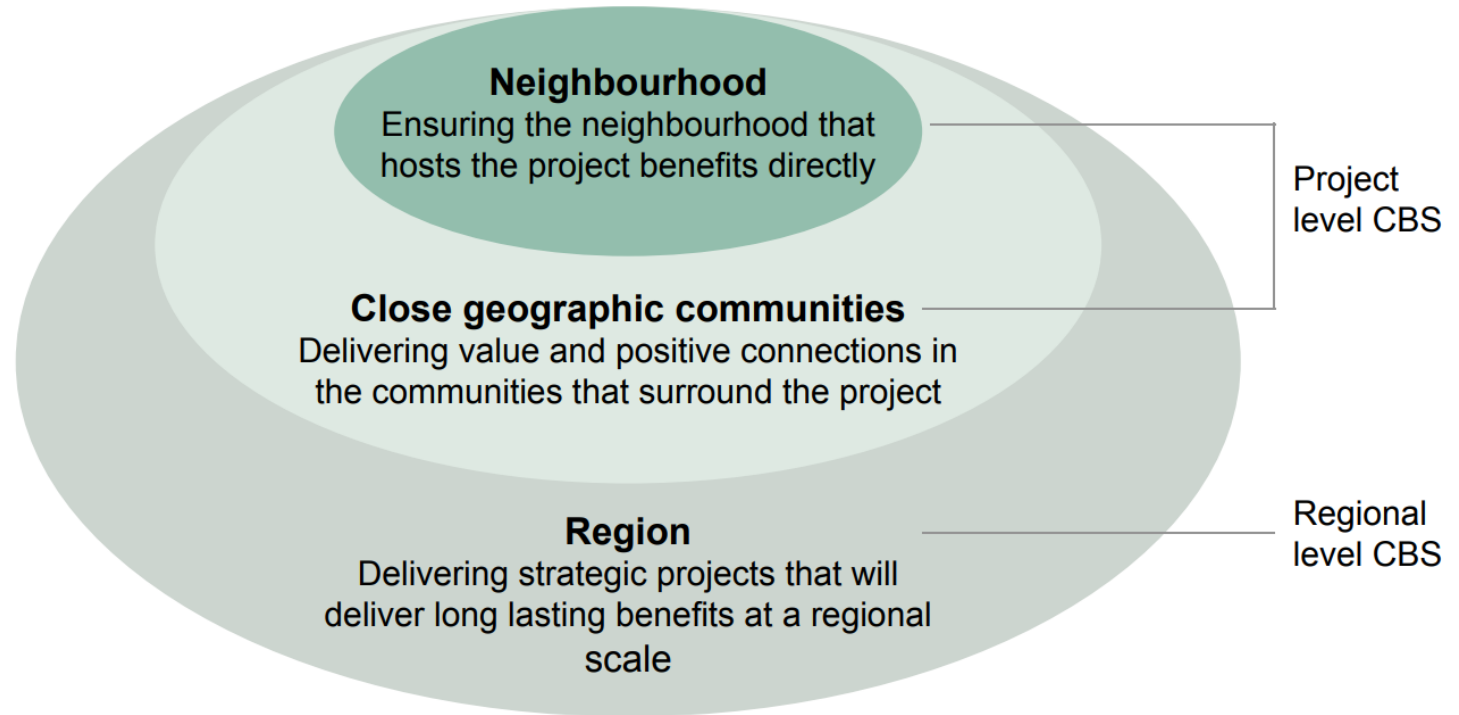 Neighbourhood
Ensuring the neighbourhood that
hosts the project benefits directly
Project
level CBS
Close geographic communities
Delivering value and positive connections in
the communities that surround the project
Region
Delivering strategic projects that will
deliver long lasting benefits at a regional
scale
Regional
level CBS